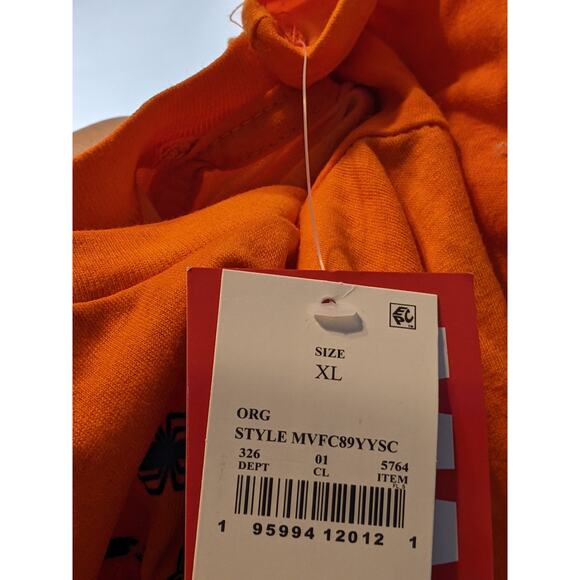 SIZE
XL
ORG
STYLE MVFC89YYSC
326 01 5764
DEPT CL ITEM
1 95994 12012 1